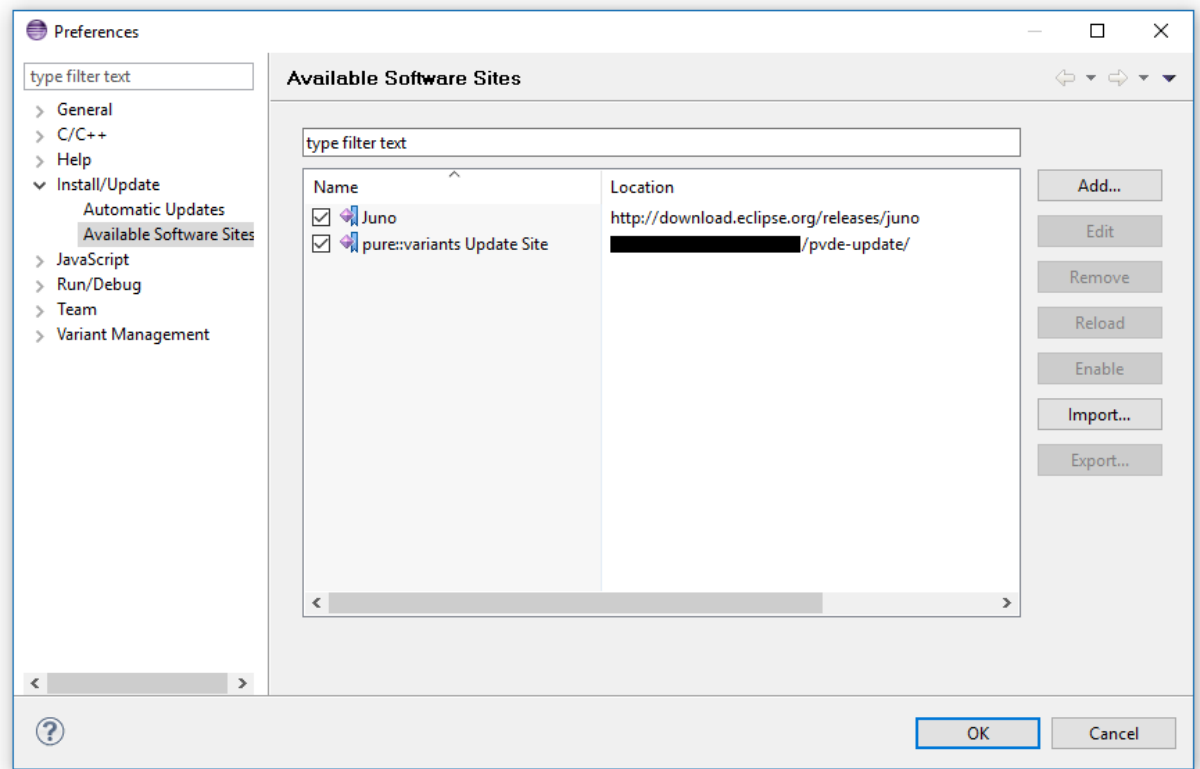 Preferences
type filter text
General
C/C++
Help
Install/Update
Automatic Updates
Available Software Sites
JavaScript
Run/Debug
Team
Variant Management
Available Software Sites
type filter text
Name Location
Juno http://download.eclipse.org/releases/juno
pure::variants Update Site /pvde-update/
Add...
Edit
Remove
Reload
Enable
Import...
Export...
OK Cancel